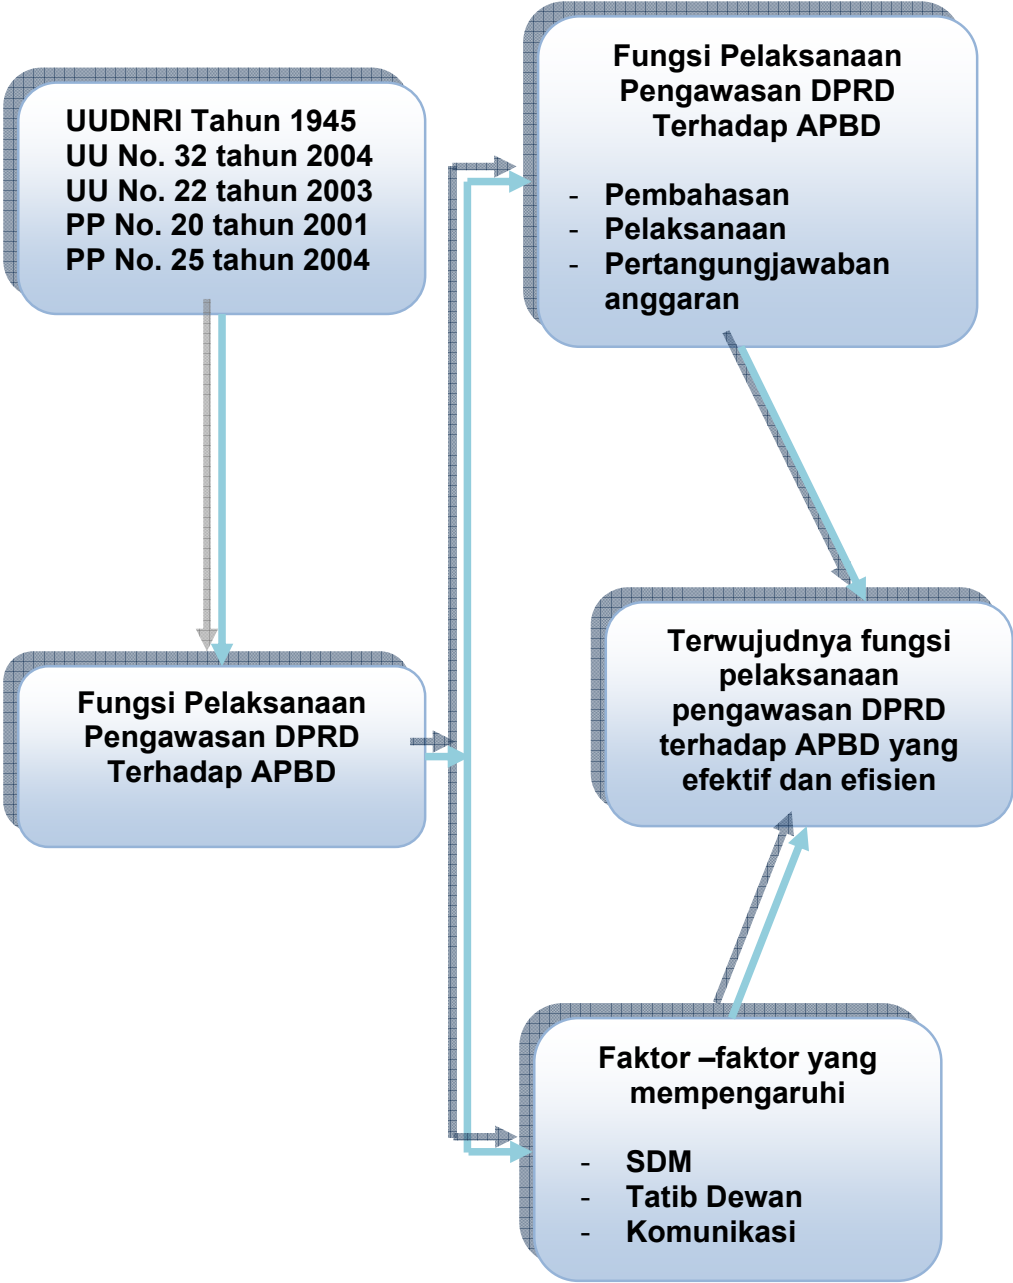 UUDNRI Tahun 1945
UU No. 32 tahun 2004
UU No. 22 tahun 2003
PP No. 20 tahun 2001
PP No. 25 tahun 2004
Fungsi Pelaksanaan
Pengawasan DPRD
Terhadap APBD
Fungsi Pelaksanaan
Pengawasan DPRD
Terhadap APBD
- Pembahasan
- Pelaksanaan
- Pertangungjawaban
anggaran
Faktor –faktor yang
mempengaruhi
- SDM
- Tatib Dewan
- Komunikasi
Terwujudnya fungsi
pelaksanaan
pengawasan DPRD
terhadap APBD yang
efektif dan efisien